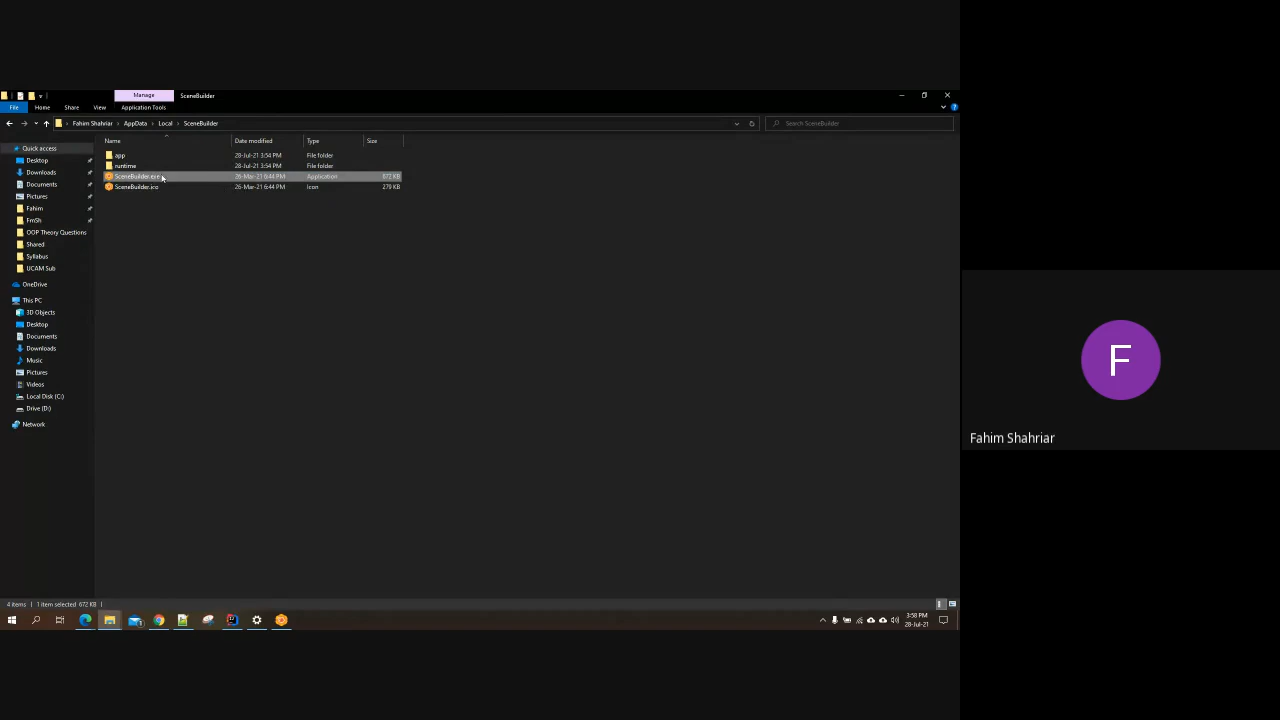 Manage SceneBuilder
File Home Share View Application Tools
Fahim Shahriar > AppData > Local > SceneBuilder
Search SceneBuilder
Name Date modified Type Size
app 28-Jul-21 3:54 PM File folder
runtime 28-Jul-21 3:54 PM File folder
SceneBuilder.exe 26-Mar-21 6:44 PM Application 672 KB
SceneBuilder.ico 26-Mar-21 6:44 PM Icon 279 KB
Quick access
Desktop
Downloads
Documents
Pictures
Fahim
FmSh
OOP Theory Questions
Shared
Syllabus
UCAM Sub
OneDrive
This PC
3D Objects
Desktop
Documents
Downloads
Music
Pictures
Videos
Local Disk (C:)
Drive (D:)
Network
F
Fahim Shahriar
4 items 1 item selected 672 KB
3:58 PM
28-Jul-21